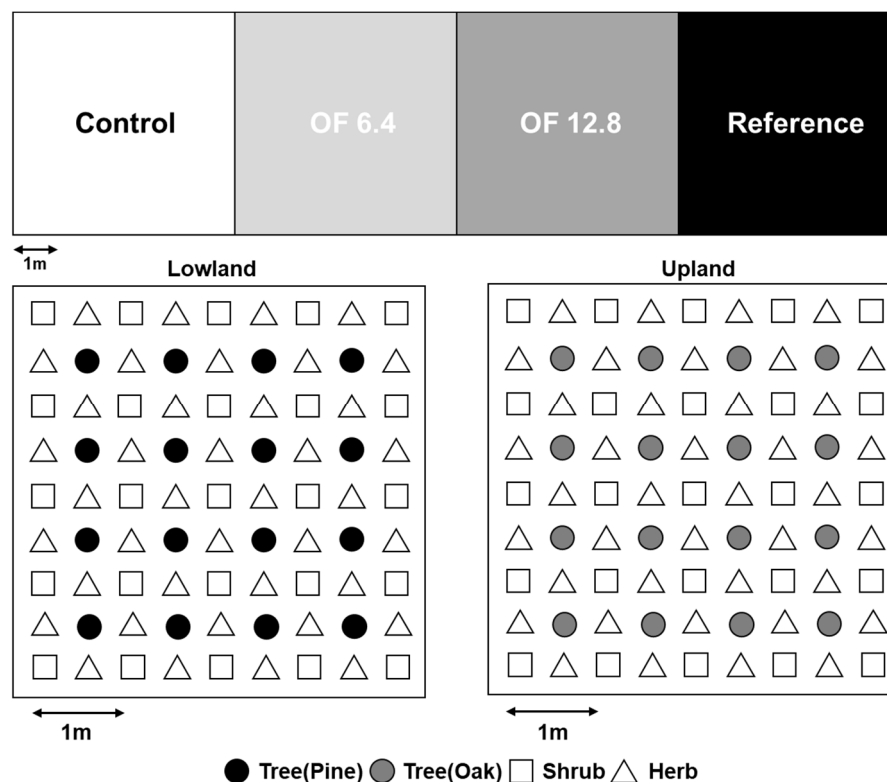 Control OF 6.4 OF 12.8 Reference
1m
Lowland Upland
1m 1m
Tree(Pine) Tree(Oak) Shrub Herb